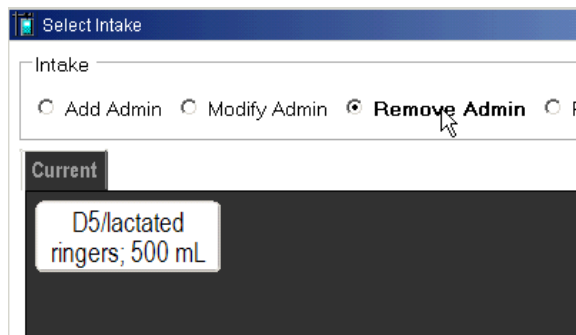 Select Intake
Intake
Add Admin Modify Admin Remove Admin
Current
D5/lactated
ringers; 500 mL